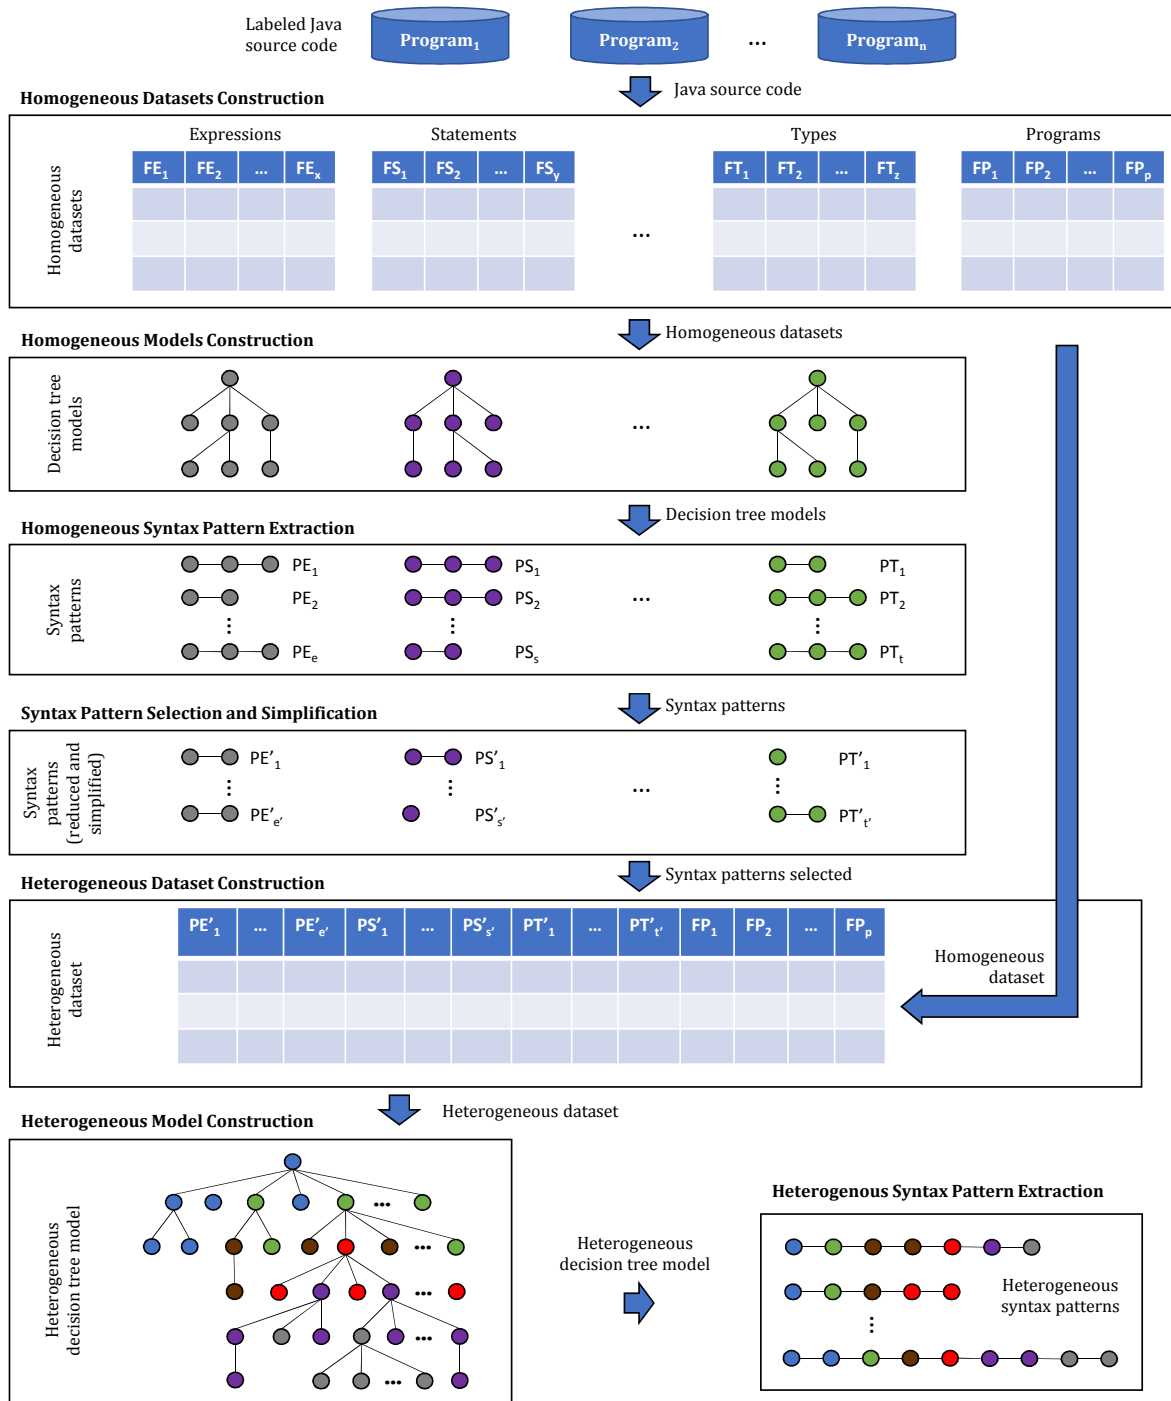 Labeled Java
source code
Program1 Program2 ... Programn
Java source code
Homogeneous Datasets Construction
Expressions Statements Types Programs
Homogeneous
datasets
FE1 FE2 ... FEx FS1 FS2 ... FSy FT1 FT2 ... FTz FP1 FP2 ... FPp
...
Homogeneous datasets
Homogeneous Models Construction
Decision tree
models
...
Decision tree models
Homogeneous Syntax Pattern Extraction
Syntax
patterns
PE1 PS1 PT1
PE2 PS2 ... PT2
PEe PSs PTt
Syntax patterns
Syntax Pattern Selection and Simplification
Syntax
patterns
(reduced and
simplified)
PE'1 PS'1 PT'1
...
PE'e' PS's' PT't'
Syntax patterns selected
Heterogeneous Dataset Construction
Heterogeneous
dataset
PE'1 ... PE'e' PS'1 ... PS's' PT'1 ... PT't' FP1 FP2 ... FPp
Homogeneous
dataset
Heterogeneous dataset
Heterogeneous Model Construction
Heterogeneous
decision tree model
...
...
...
...
...
Heterogeneous
decision tree model
Heterogenous Syntax Pattern Extraction
Heterogeneous
syntax patterns